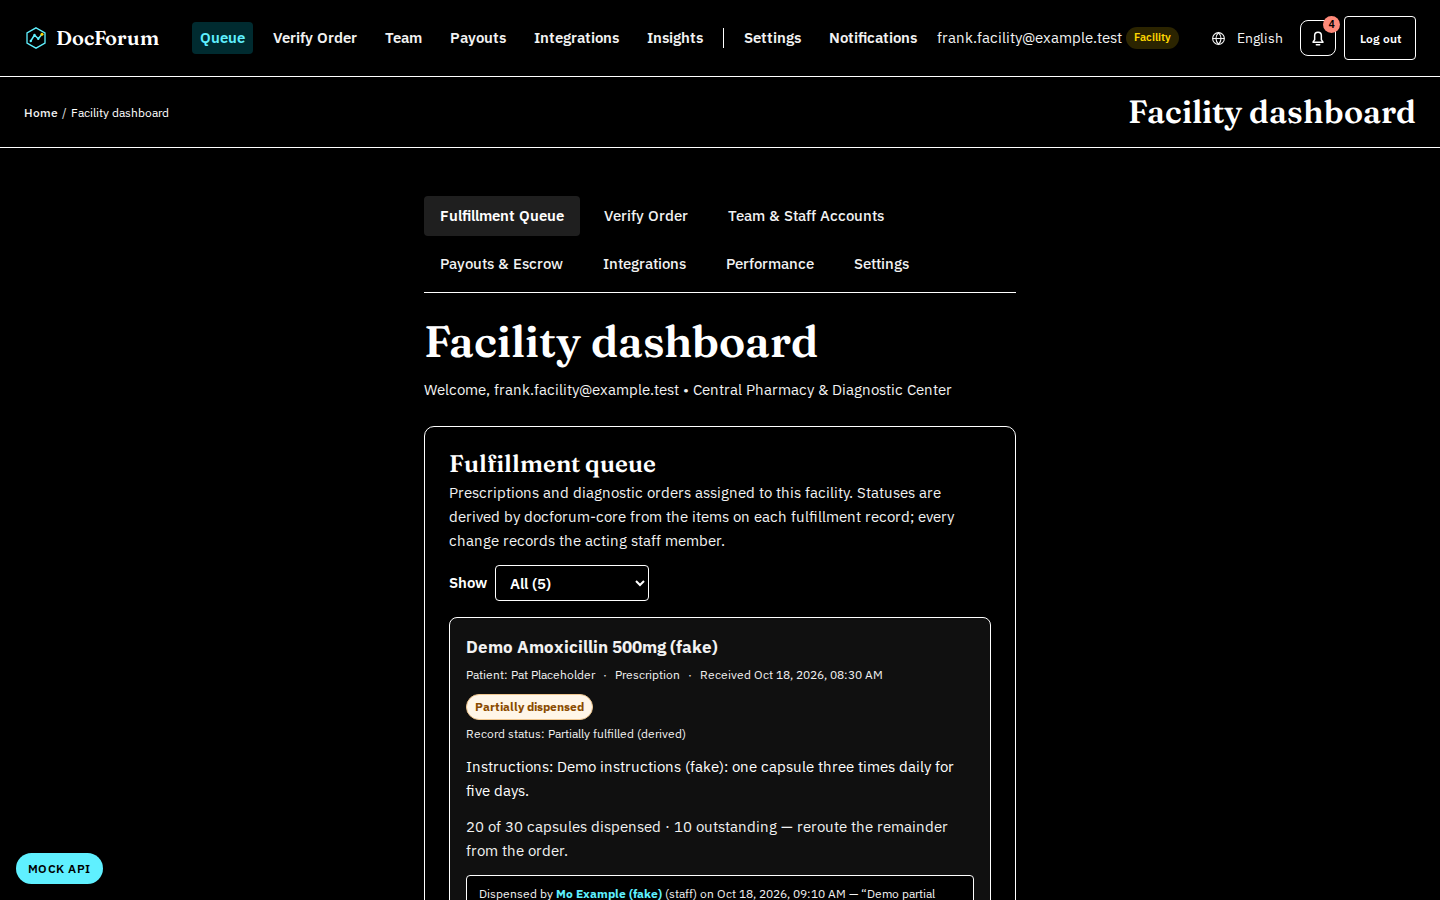 DocForum
Queue Verify Order Team Payouts Integrations Insights Settings Notifications frank.facility@example.test Facility English 4 Log out
Home / Facility dashboard
Facility dashboard
Fulfillment Queue Verify Order Team & Staff Accounts
Payouts & Escrow Integrations Performance Settings
Facility dashboard
Welcome, frank.facility@example.test • Central Pharmacy & Diagnostic Center
Fulfillment queue
Prescriptions and diagnostic orders assigned to this facility. Statuses are
derived by docforum-core from the items on each fulfillment record; every
change records the acting staff member.
Show All (5)
Demo Amoxicillin 500mg (fake)
Patient: Pat Placeholder · Prescription · Received Oct 18, 2026, 08:30 AM
Partially dispensed
Record status: Partially fulfilled (derived)
Instructions: Demo instructions (fake): one capsule three times daily for
five days.
20 of 30 capsules dispensed · 10 outstanding — reroute the remainder
from the order.
Dispensed by Mo Example (fake) (staff) on Oct 18, 2026, 09:10 AM — “Demo partial
MOCK API